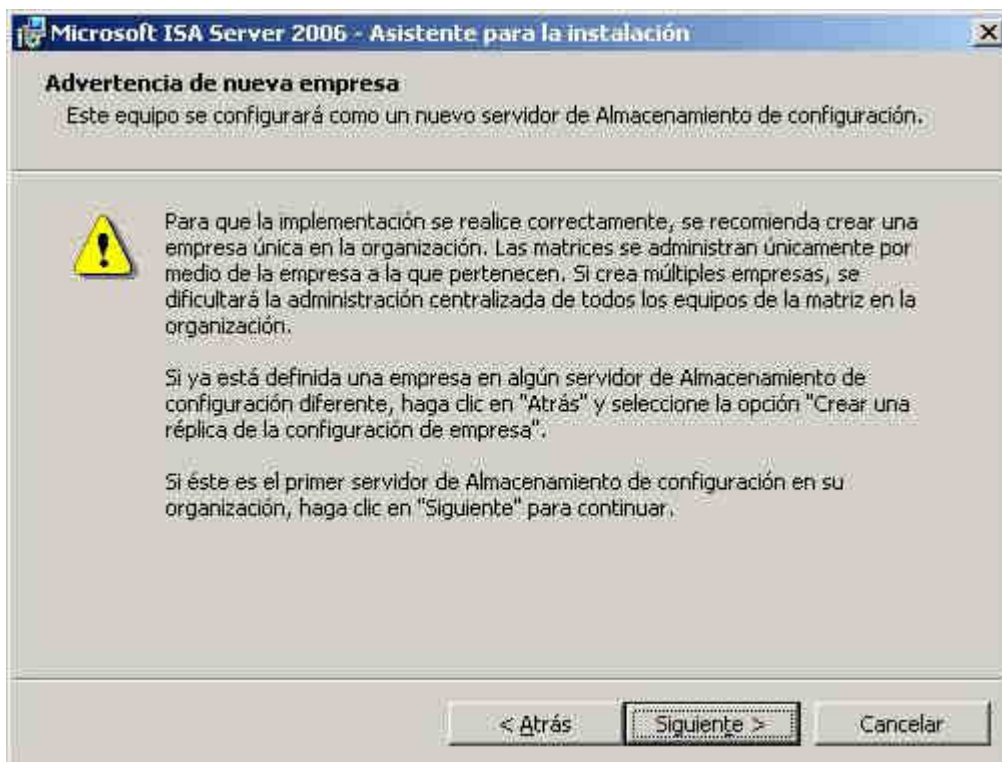 Microsoft ISA Server 2006 - Asistente para la instalación
Advertencia de nueva empresa
Este equipo se configurará como un nuevo servidor de Almacenamiento de configuración.
Para que la implementación se realice correctamente, se recomienda crear una
empresa única en la organización. Las matrices se administran únicamente por
medio de la empresa a la que pertenecen. Si crea múltiples empresas, se
dificultará la administración centralizada de todos los equipos de la matriz en la
organización.
Si ya está definida una empresa en algún servidor de Almacenamiento de
configuración diferente, haga clic en "Atrás" y seleccione la opción "Crear una
réplica de la configuración de empresa".
Si éste es el primer servidor de Almacenamiento de configuración en su
organización, haga clic en "Siguiente" para continuar.
< Atrás
Siguiente >
Cancelar